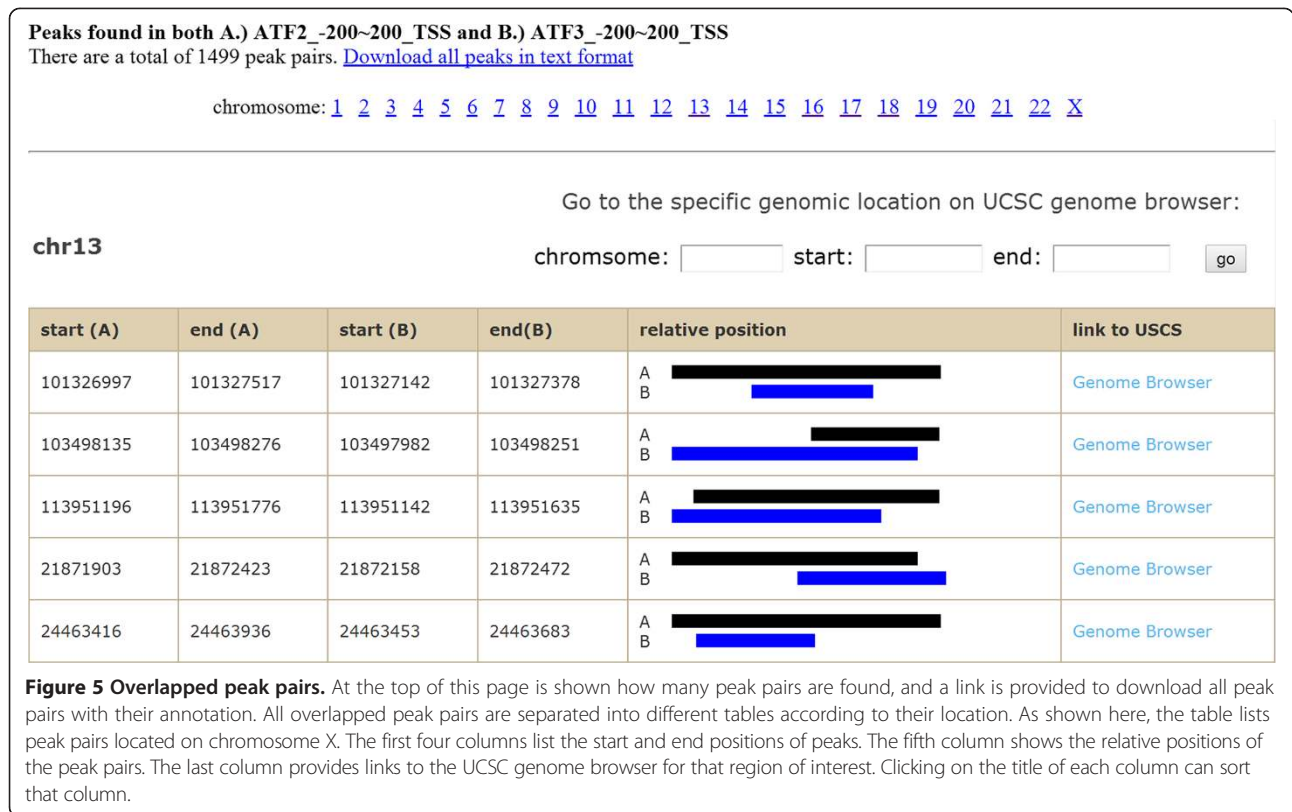 Peaks found in both A.) ATF2_-200~200_TSS and B.) ATF3_-200~200_TSS
There are a total of 1499 peak pairs. Download all peaks in text format
chromosome: 1 2 3 4 5 6 7 8 9 10 11 12 13 14 15 16 17 18 19 20 21 22 X
Go to the specific genomic location on UCSC genome browser:
chr13
chromsome: start: end: go
start (A) end (A) start (B) end(B) relative position link to USCS
101326997 101327517 101327142 101327378 A B Genome Browser
103498135 103498276 103497982 103498251 A B Genome Browser
113951196 113951776 113951142 113951635 A B Genome Browser
21871903 21872423 21872158 21872472 A B Genome Browser
24463416 24463936 24463453 24463683 A B Genome Browser
Figure 5 Overlapped peak pairs. At the top of this page is shown how many peak pairs are found, and a link is provided to download all peak
pairs with their annotation. All overlapped peak pairs are separated into different tables according to their location. As shown here, the table lists
peak pairs located on chromosome X. The first four columns list the start and end positions of peaks. The fifth column shows the relative positions of
the peak pairs. The last column provides links to the UCSC genome browser for that region of interest. Clicking on the title of each column can sort
that column.